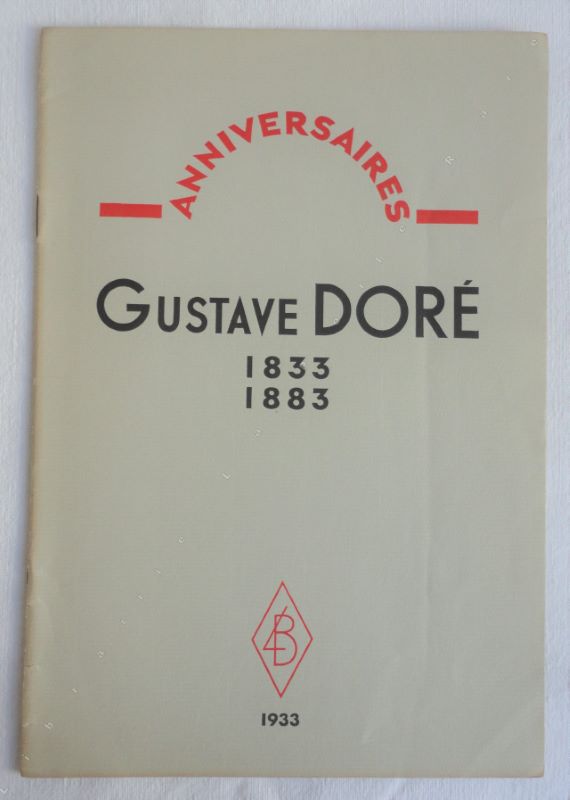 ANNIVERSAIRES
GUSTAVE DORÉ
1833
1883
1933